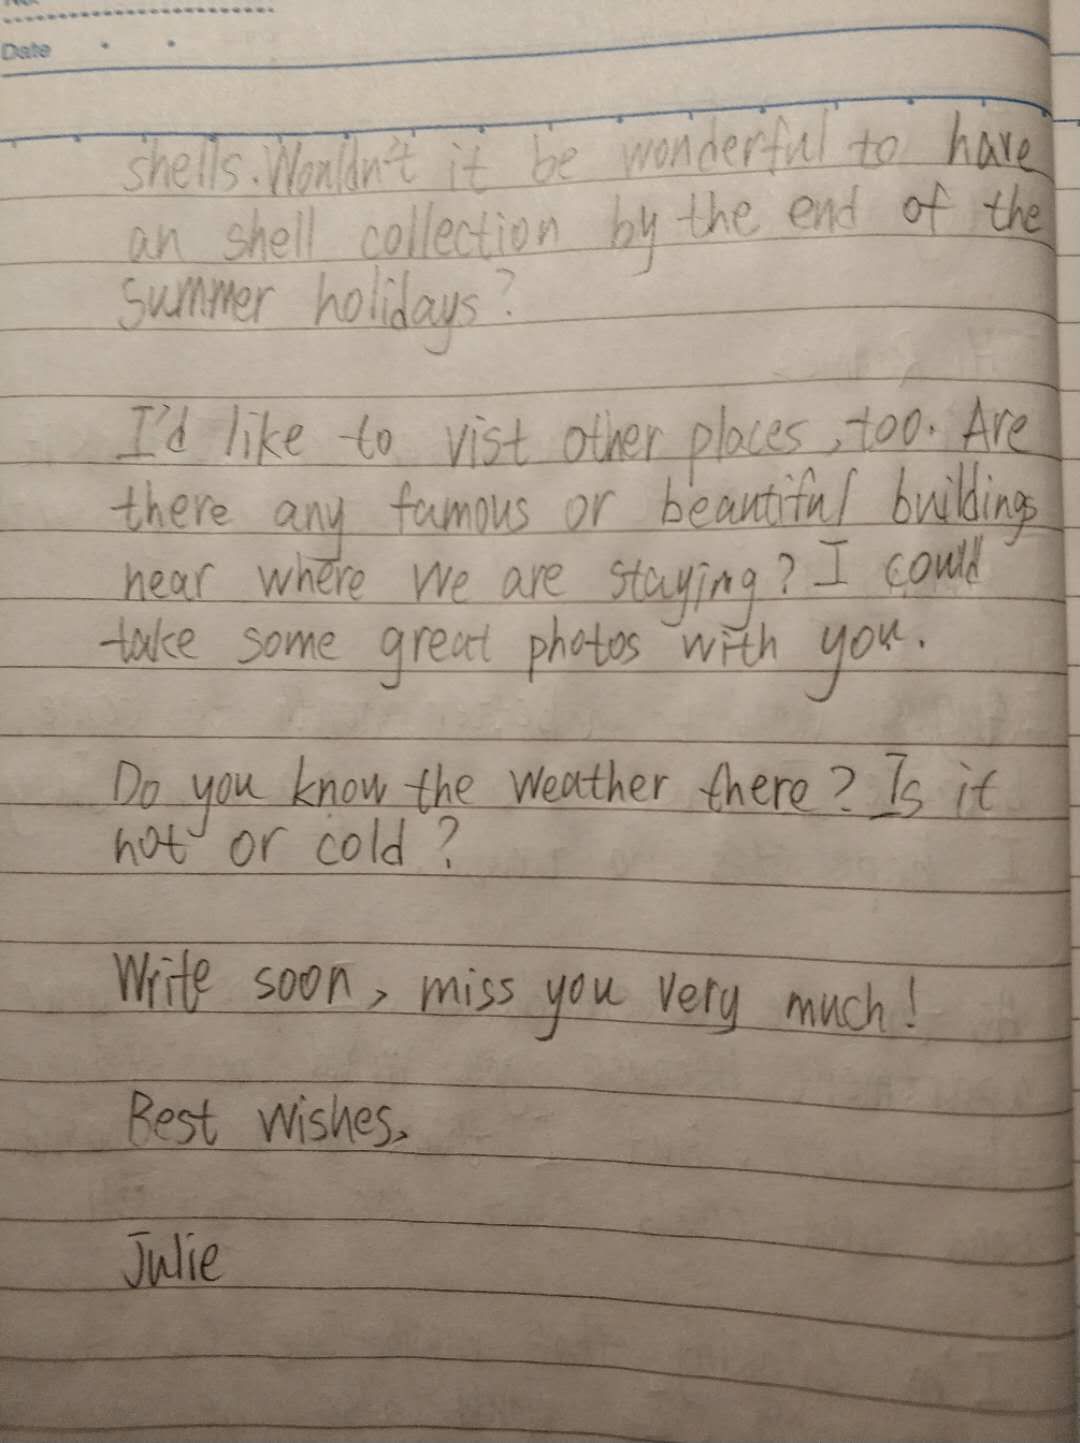 Date
shells. Wouldn't it be wonderful to have
an shell collection by the end of the
summer holidays?
I'd like to vist other places, too. Are
there any famous or beautiful buildings
near where we are staying? I could
take some great photos with you.
Do you know the weather there? Is it
hot or cold?
Write soon, miss you very much!
Best wishes,
Julie